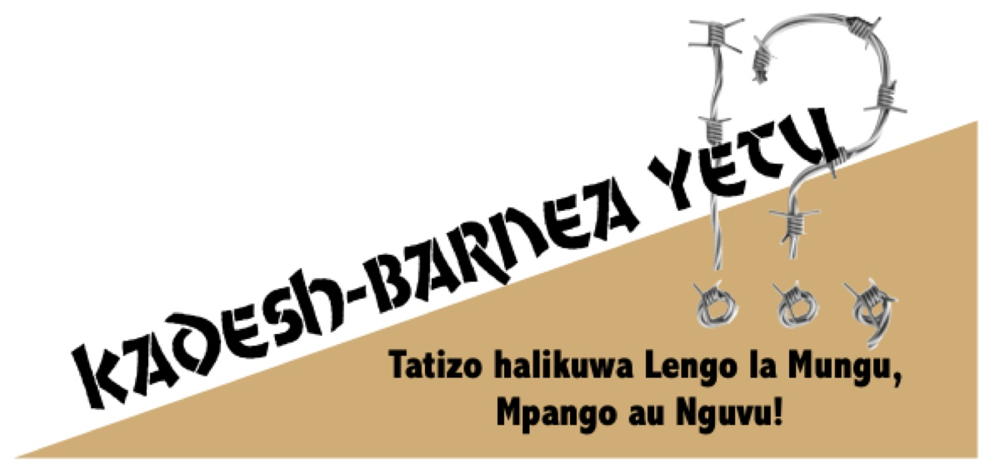 KADESH-BARNEA YETU
Tatizo halikuwa Lengo la Mungu,
Mpango au Nguvu!